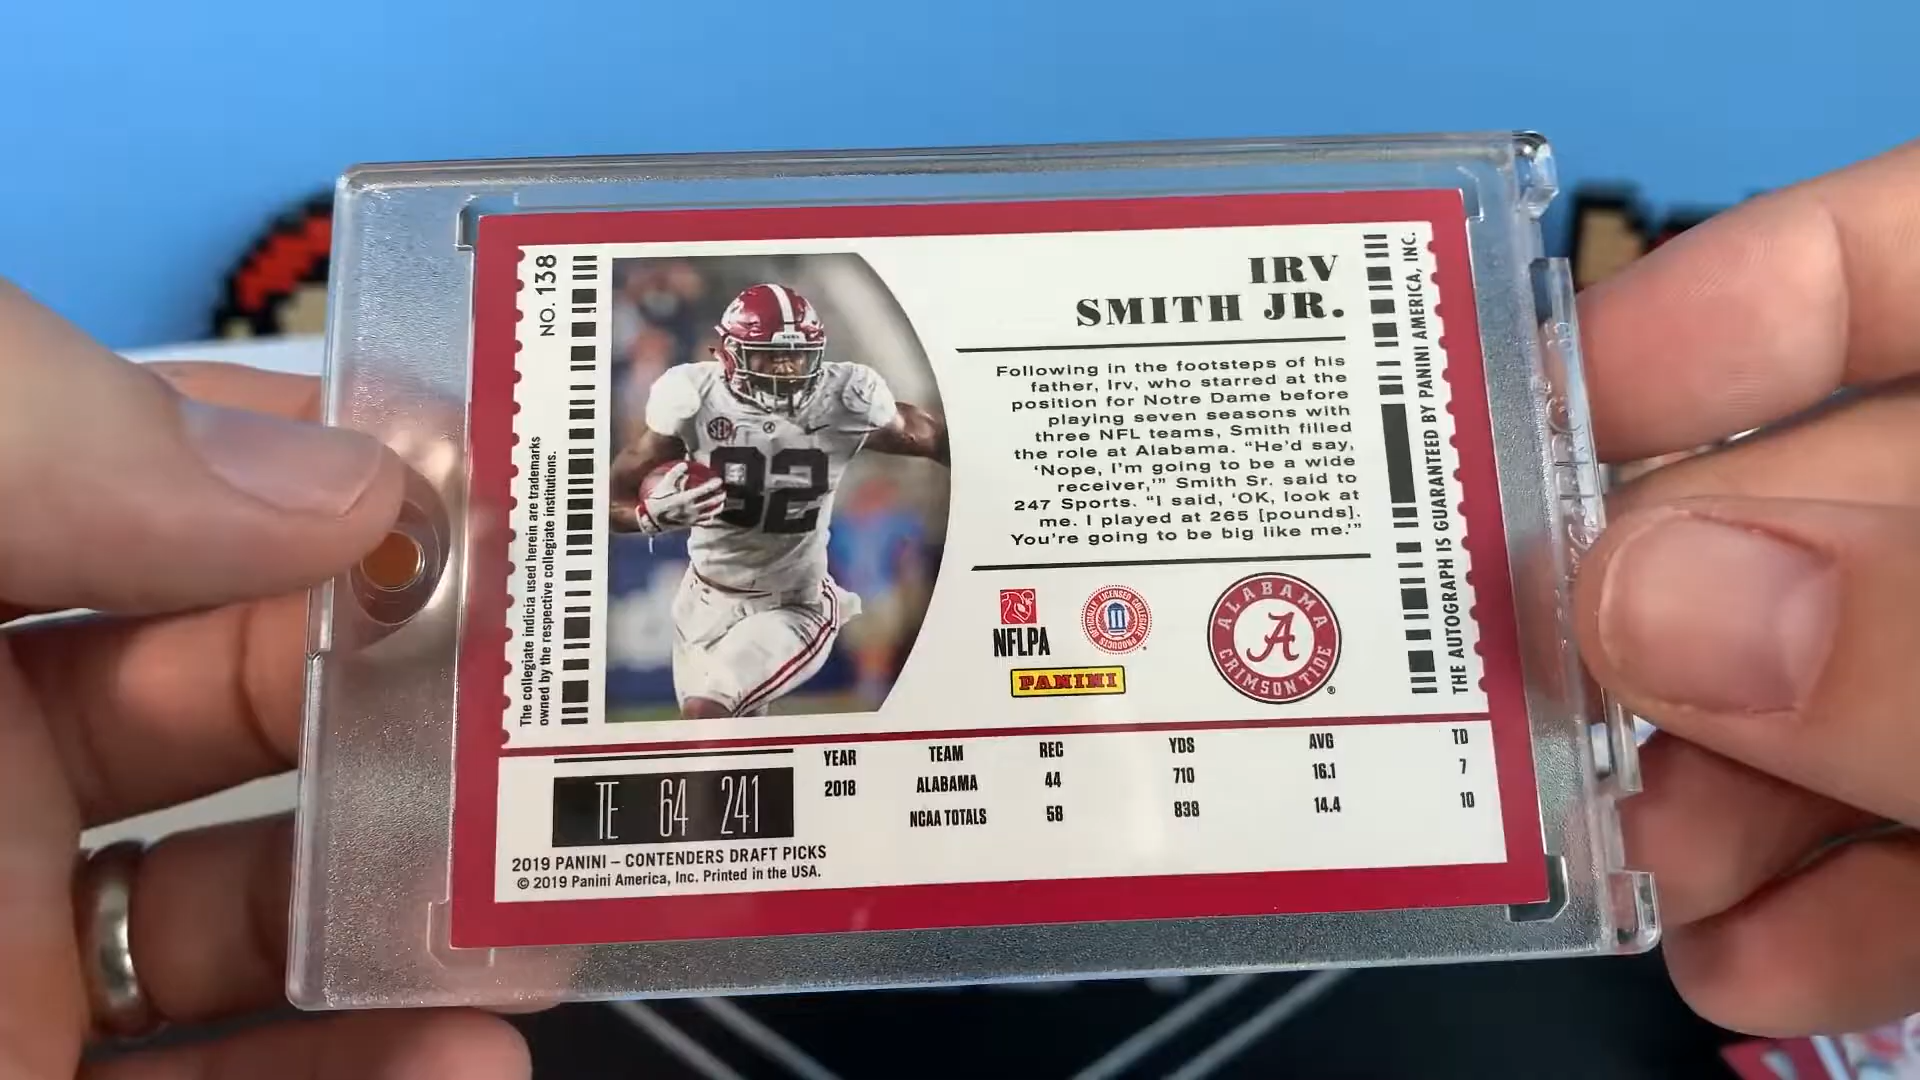 NO. 138
The collegiate indicia used herein are trademarks
owned by the respective collegiate institutions.
SEC
82
IRV
SMITH JR.
Following in the footsteps of his
father, Irv, who starred at the
position for Notre Dame before
playing seven seasons with
three NFL teams, Smith filled
the role at Alabama. “He’d say,
‘Nope, I’m going to be a wide
receiver,’” Smith Sr. said to
247 Sports. “I said, ‘OK, look at
me. I played at 265 [pounds].
You’re going to be big like me.’”
NFLPA
OFFICIALLY LICENSED COLLEGIATE PRODUCTS
PANINI
ALABAMA
A
CRIMSON TIDE
®
THE AUTOGRAPH IS GUARANTEED BY PANINI AMERICA, INC.
YEAR TEAM REC YDS AVG TD
2018 ALABAMA 44 710 16.1 7
NCAA TOTALS 58 838 14.4 10
TE 64 241
2019 PANINI – CONTENDERS DRAFT PICKS
© 2019 Panini America, Inc. Printed in the USA.